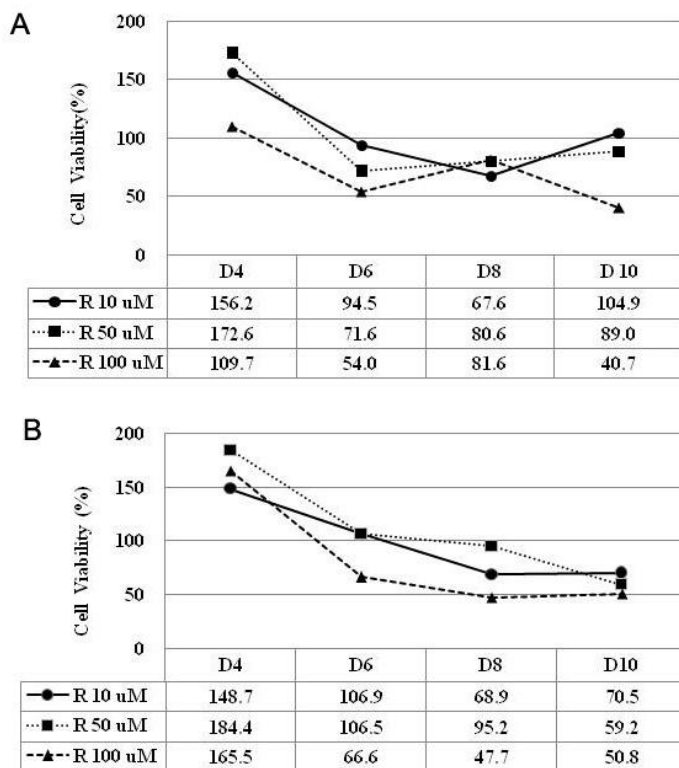 A
200
150
100
50
0
Cell Viability(%)
D4 D6 D8 D 10
R 10 uM 156.2 94.5 67.6 104.9
R 50 uM 172.6 71.6 80.6 89.0
R 100 uM 109.7 54.0 81.6 40.7
B
200
150
100
50
0
Cell Viability (%)
D4 D6 D8 D10
R 10 uM 148.7 106.9 68.9 70.5
R 50 uM 184.4 106.5 95.2 59.2
R 100 uM 165.5 66.6 47.7 50.8